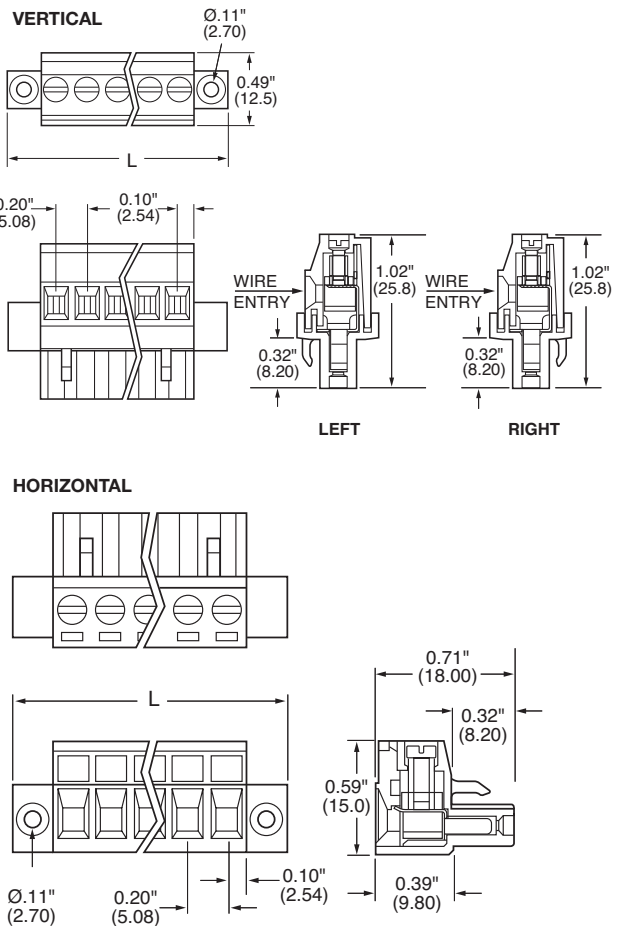 VERTICAL
Ø.11"
(2.70)
0.49"
(12.5)
L
0.20"
5.08)
0.10"
(2.54)
WIRE
ENTRY
1.02"
(25.8)
0.32"
(8.20)
LEFT
WIRE
ENTRY
1.02"
(25.8)
0.32"
(8.20)
RIGHT
HORIZONTAL
L
Ø.11"
(2.70)
0.20"
(5.08)
0.10"
(2.54)
0.71"
(18.00)
0.32"
(8.20)
0.59"
(15.0)
0.39"
(9.80)